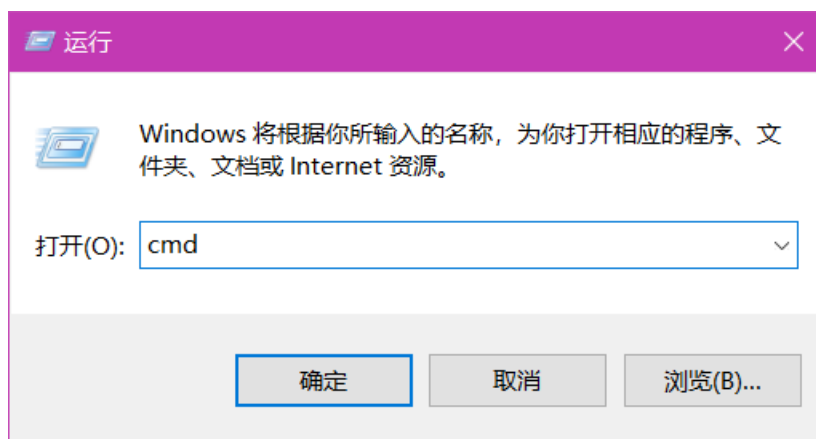 运行
Windows 将根据你所输入的名称，为你打开相应的程序、文
件夹、文档或 Internet 资源。
打开(O): cmd
确定 取消 浏览(B)...